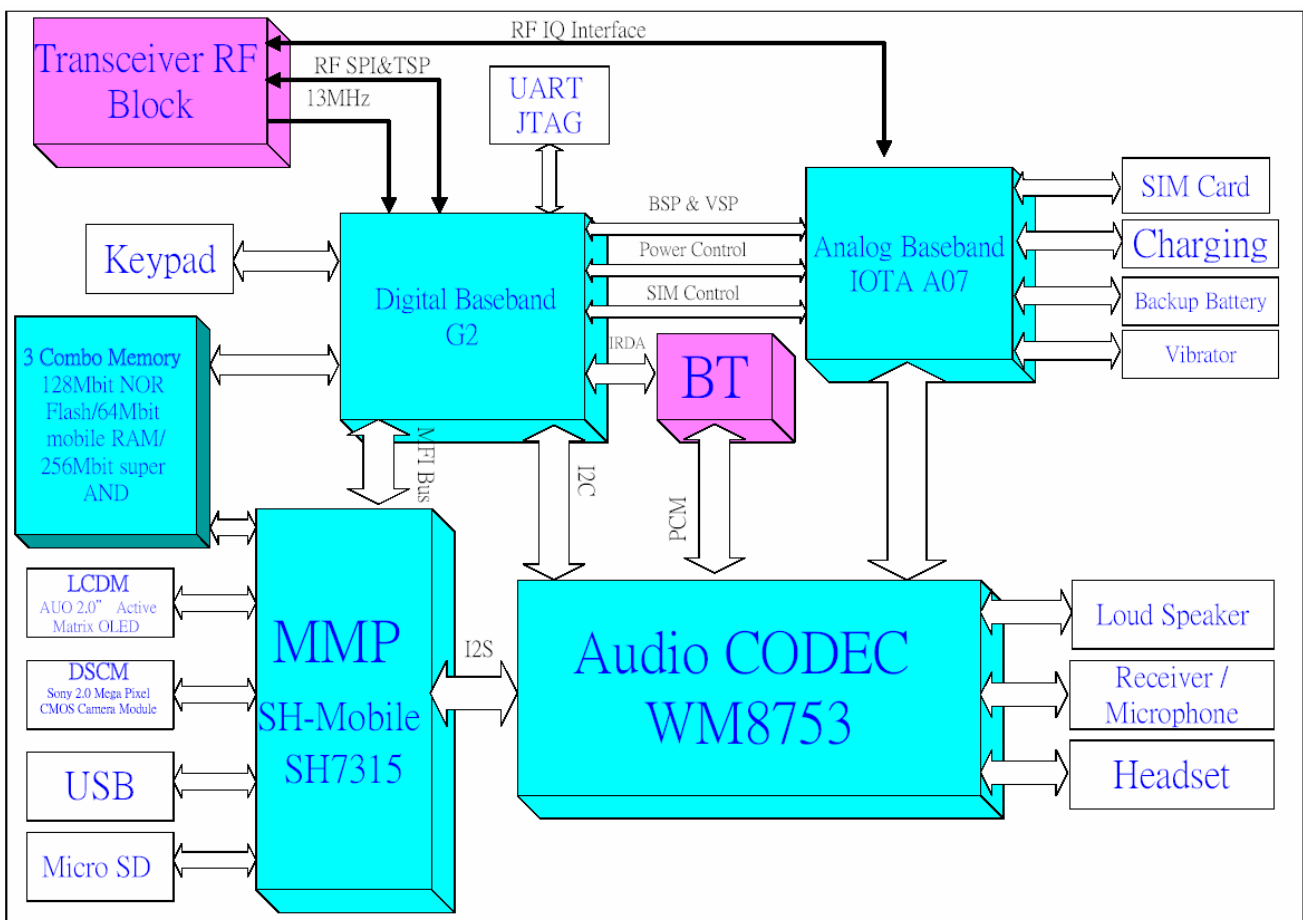 RF IQ Interface
Transceiver RF
Block
RF SPI&TSP
13MHz
UART
JTAG
BSP & VSP
Power Control
SIM Control
SIM Card
Charging
Backup Battery
Vibrator
Analog Baseband
IOTA A07
Keypad
Digital Baseband
G2
IRDA
BT
3 Combo Memory
128Mbit NOR
Flash/64Mbit
mobile RAM/
256Mbit super
AND
MFI Bus
I2C
PCM
LCDM
AUO 2.0” Active
Matrix OLED
DSCM
Sony 2.0 Mega Pixel
CMOS Camera Module
USB
Micro SD
MMP
SH-Mobile
SH7315
I2S
Audio CODEC
WM8753
Loud Speaker
Receiver /
Microphone
Headset